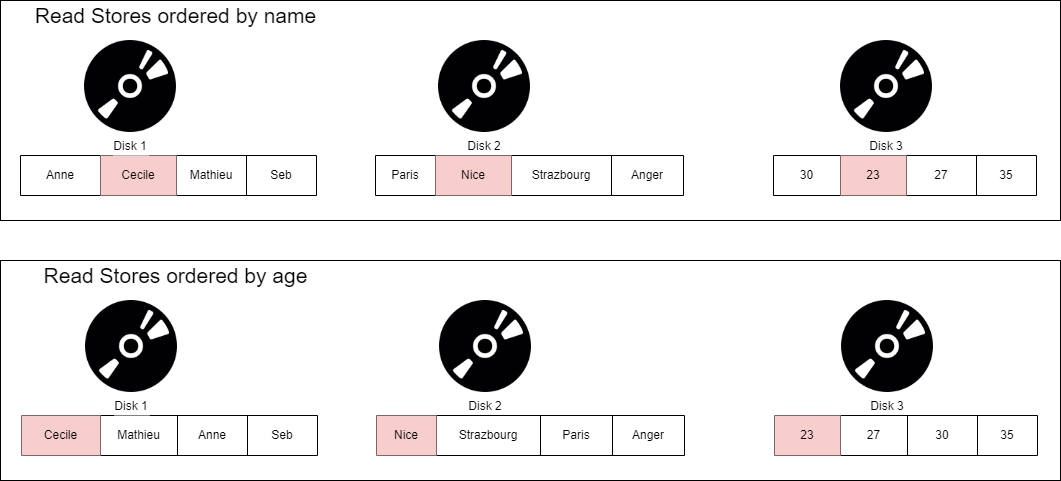 Read Stores ordered by name
Disk 1 Disk 2 Disk 3
Anne Cecile Mathieu Seb Paris Nice Strazbourg Anger 30 23 27 35
Read Stores ordered by age
Disk 1 Disk 2 Disk 3
Cecile Mathieu Anne Seb Nice Strazbourg Paris Anger 23 27 30 35